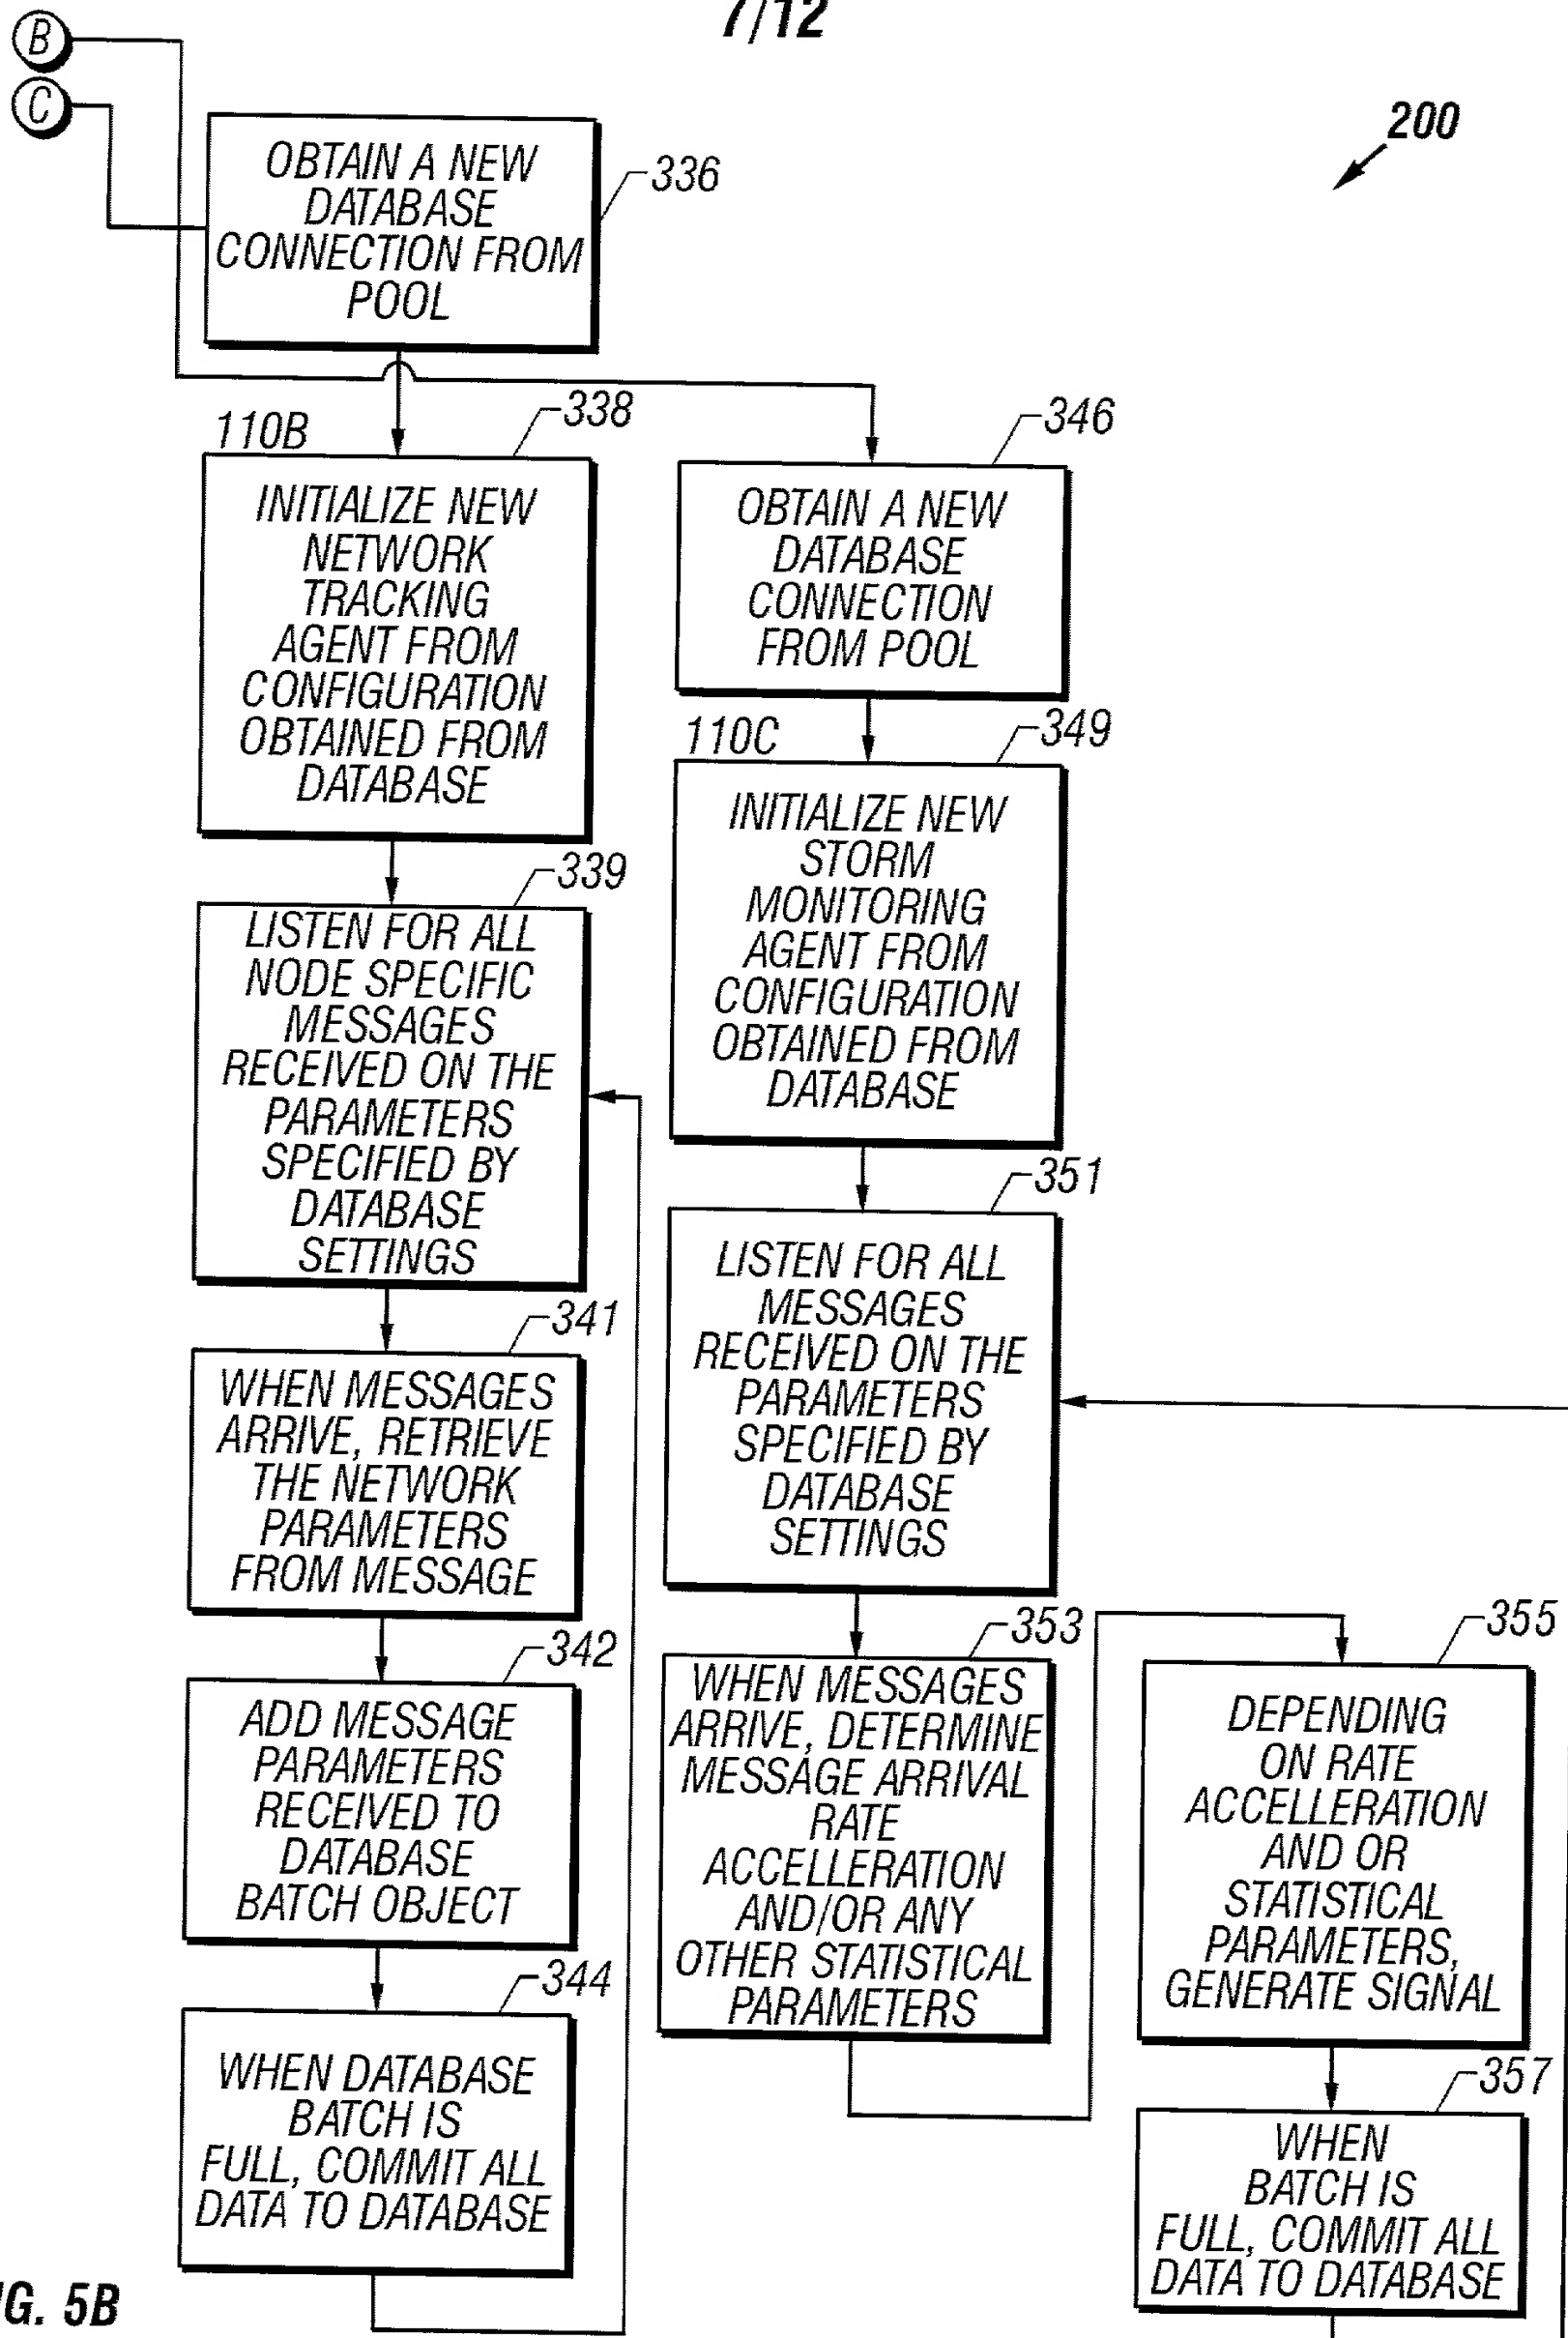 7/12
B
C
200
OBTAIN A NEW
DATABASE
CONNECTION FROM
POOL
336
110B
338
INITIALIZE NEW
NETWORK
TRACKING
AGENT FROM
CONFIGURATION
OBTAINED FROM
DATABASE
339
LISTEN FOR ALL
NODE SPECIFIC
MESSAGES
RECEIVED ON THE
PARAMETERS
SPECIFIED BY
DATABASE
SETTINGS
341
WHEN MESSAGES
ARRIVE, RETRIEVE
THE NETWORK
PARAMETERS
FROM MESSAGE
342
ADD MESSAGE
PARAMETERS
RECEIVED TO
DATABASE
BATCH OBJECT
344
WHEN DATABASE
BATCH IS
FULL, COMMIT ALL
DATA TO DATABASE
346
OBTAIN A NEW
DATABASE
CONNECTION
FROM POOL
110C
349
INITIALIZE NEW
STORM
MONITORING
AGENT FROM
CONFIGURATION
OBTAINED FROM
DATABASE
351
LISTEN FOR ALL
MESSAGES
RECEIVED ON THE
PARAMETERS
SPECIFIED BY
DATABASE
SETTINGS
353
WHEN MESSAGES
ARRIVE, DETERMINE
MESSAGE ARRIVAL
RATE
ACCELLERATION
AND/OR ANY
OTHER STATISTICAL
PARAMETERS
355
DEPENDING
ON RATE
ACCELLERATION
AND OR
STATISTICAL
PARAMETERS,
GENERATE SIGNAL
357
WHEN
BATCH IS
FULL, COMMIT ALL
DATA TO DATABASE
G. 5B